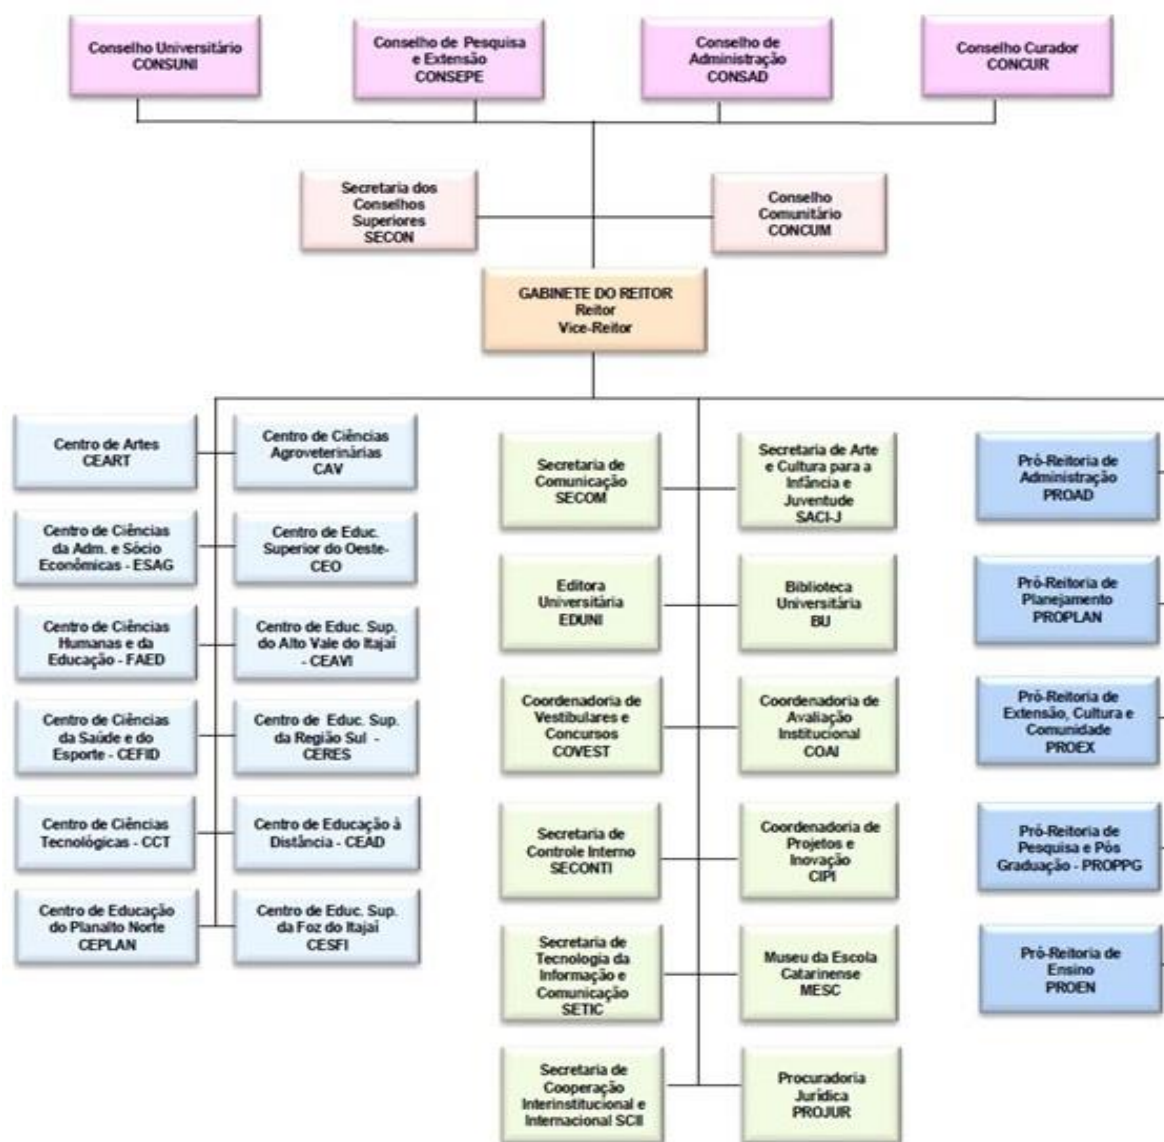 Conselho Universitário
CONSUNI
Conselho de Pesquisa
e Extensão
CONSEPE
Conselho de
Administração
CONSAD
Conselho Curador
CONCUR
Secretaria dos
Conselhos
Superiores
SECON
Conselho
Comunitário
CONCUM
GABINETE DO REITOR
Reitor
Vice-Reitor
Centro de Artes
CEART
Centro de Ciências
Agroveterinárias
CAV
Centro de Ciências
da Adm. e Sócio
Econômicas - ESAG
Centro de Educ.
Superior do Oeste-
CEO
Centro de Ciências
Humanas e da
Educação - FAED
Centro de Educ. Sup.
do Alto Vale do Itajaí
- CEAVI
Centro de Ciências
da Saúde e do
Esporte - CEFID
Centro de Educ. Sup.
da Região Sul -
CERES
Centro de Ciências
Tecnológicas - CCT
Centro de Educação à
Distância - CEAD
Centro de Educação
do Planalto Norte
CEPLAN
Centro de Educ. Sup.
da Foz do Itajaí
CESFI
Secretaria de
Comunicação
SECOM
Secretaria de Arte
e Cultura para a
Infância e
Juventude
SACI-J
Editora
Universitária
EDUNI
Biblioteca
Universitária
BU
Coordenadoria de
Vestibulares e
Concursos
COVEST
Coordenadoria de
Avaliação
Institucional
COAI
Secretaria de
Controle Interno
SECONTI
Coordenadoria de
Projetos e
Inovação
CIPI
Secretaria de
Tecnologia da
Informação e
Comunicação
SETIC
Museu da Escola
Catarinense
MESC
Secretaria de
Cooperação
Interinstitucional e
Internacional SCII
Procuradoria
Jurídica
PROJUR
Pró-Reitoria de
Administração
PROAD
Pró-Reitoria de
Planejamento
PROPLAN
Pró-Reitoria de
Extensão, Cultura e
Comunidade
PROEX
Pró-Reitoria de
Pesquisa e Pós
Graduação - PROPPG
Pró-Reitoria de
Ensino
PROEN